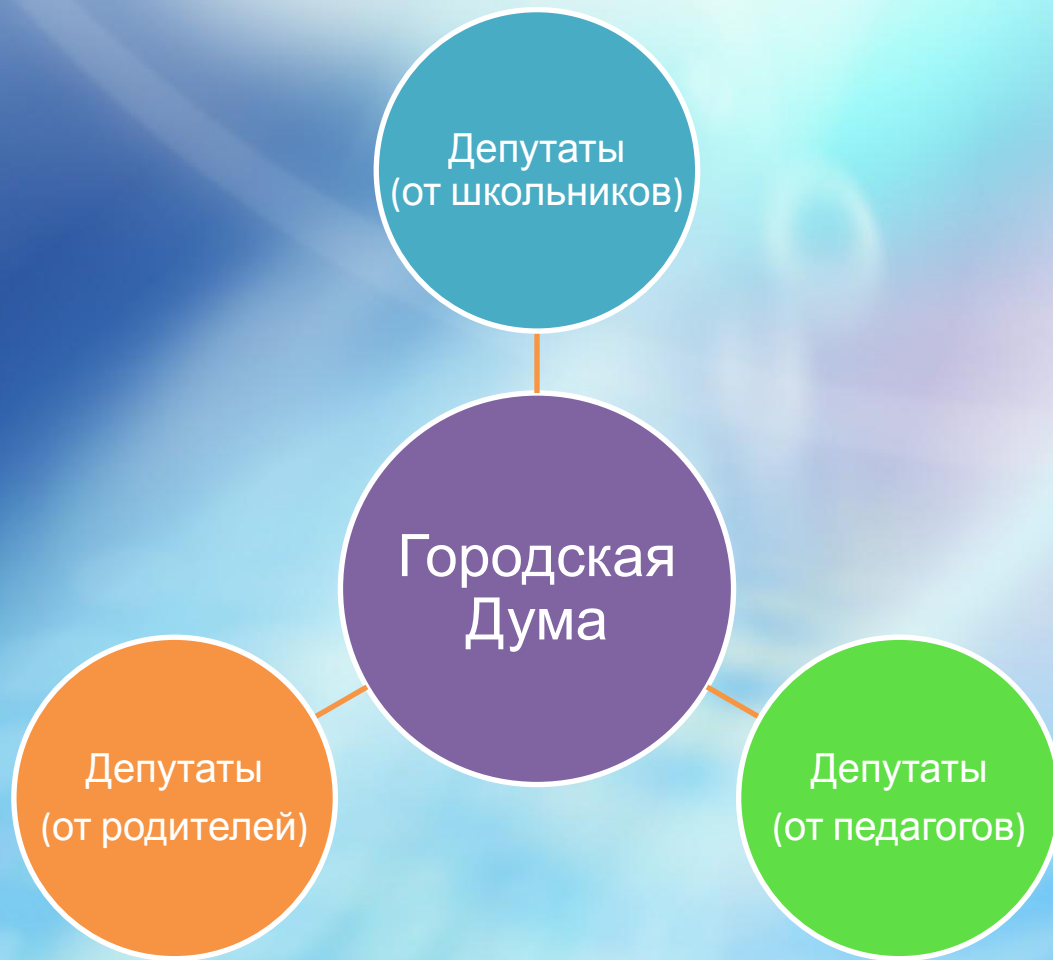 Депутаты
(от школьников)
Городская
Дума
Депутаты
(от родителей)
Депутаты
(от педагогов)